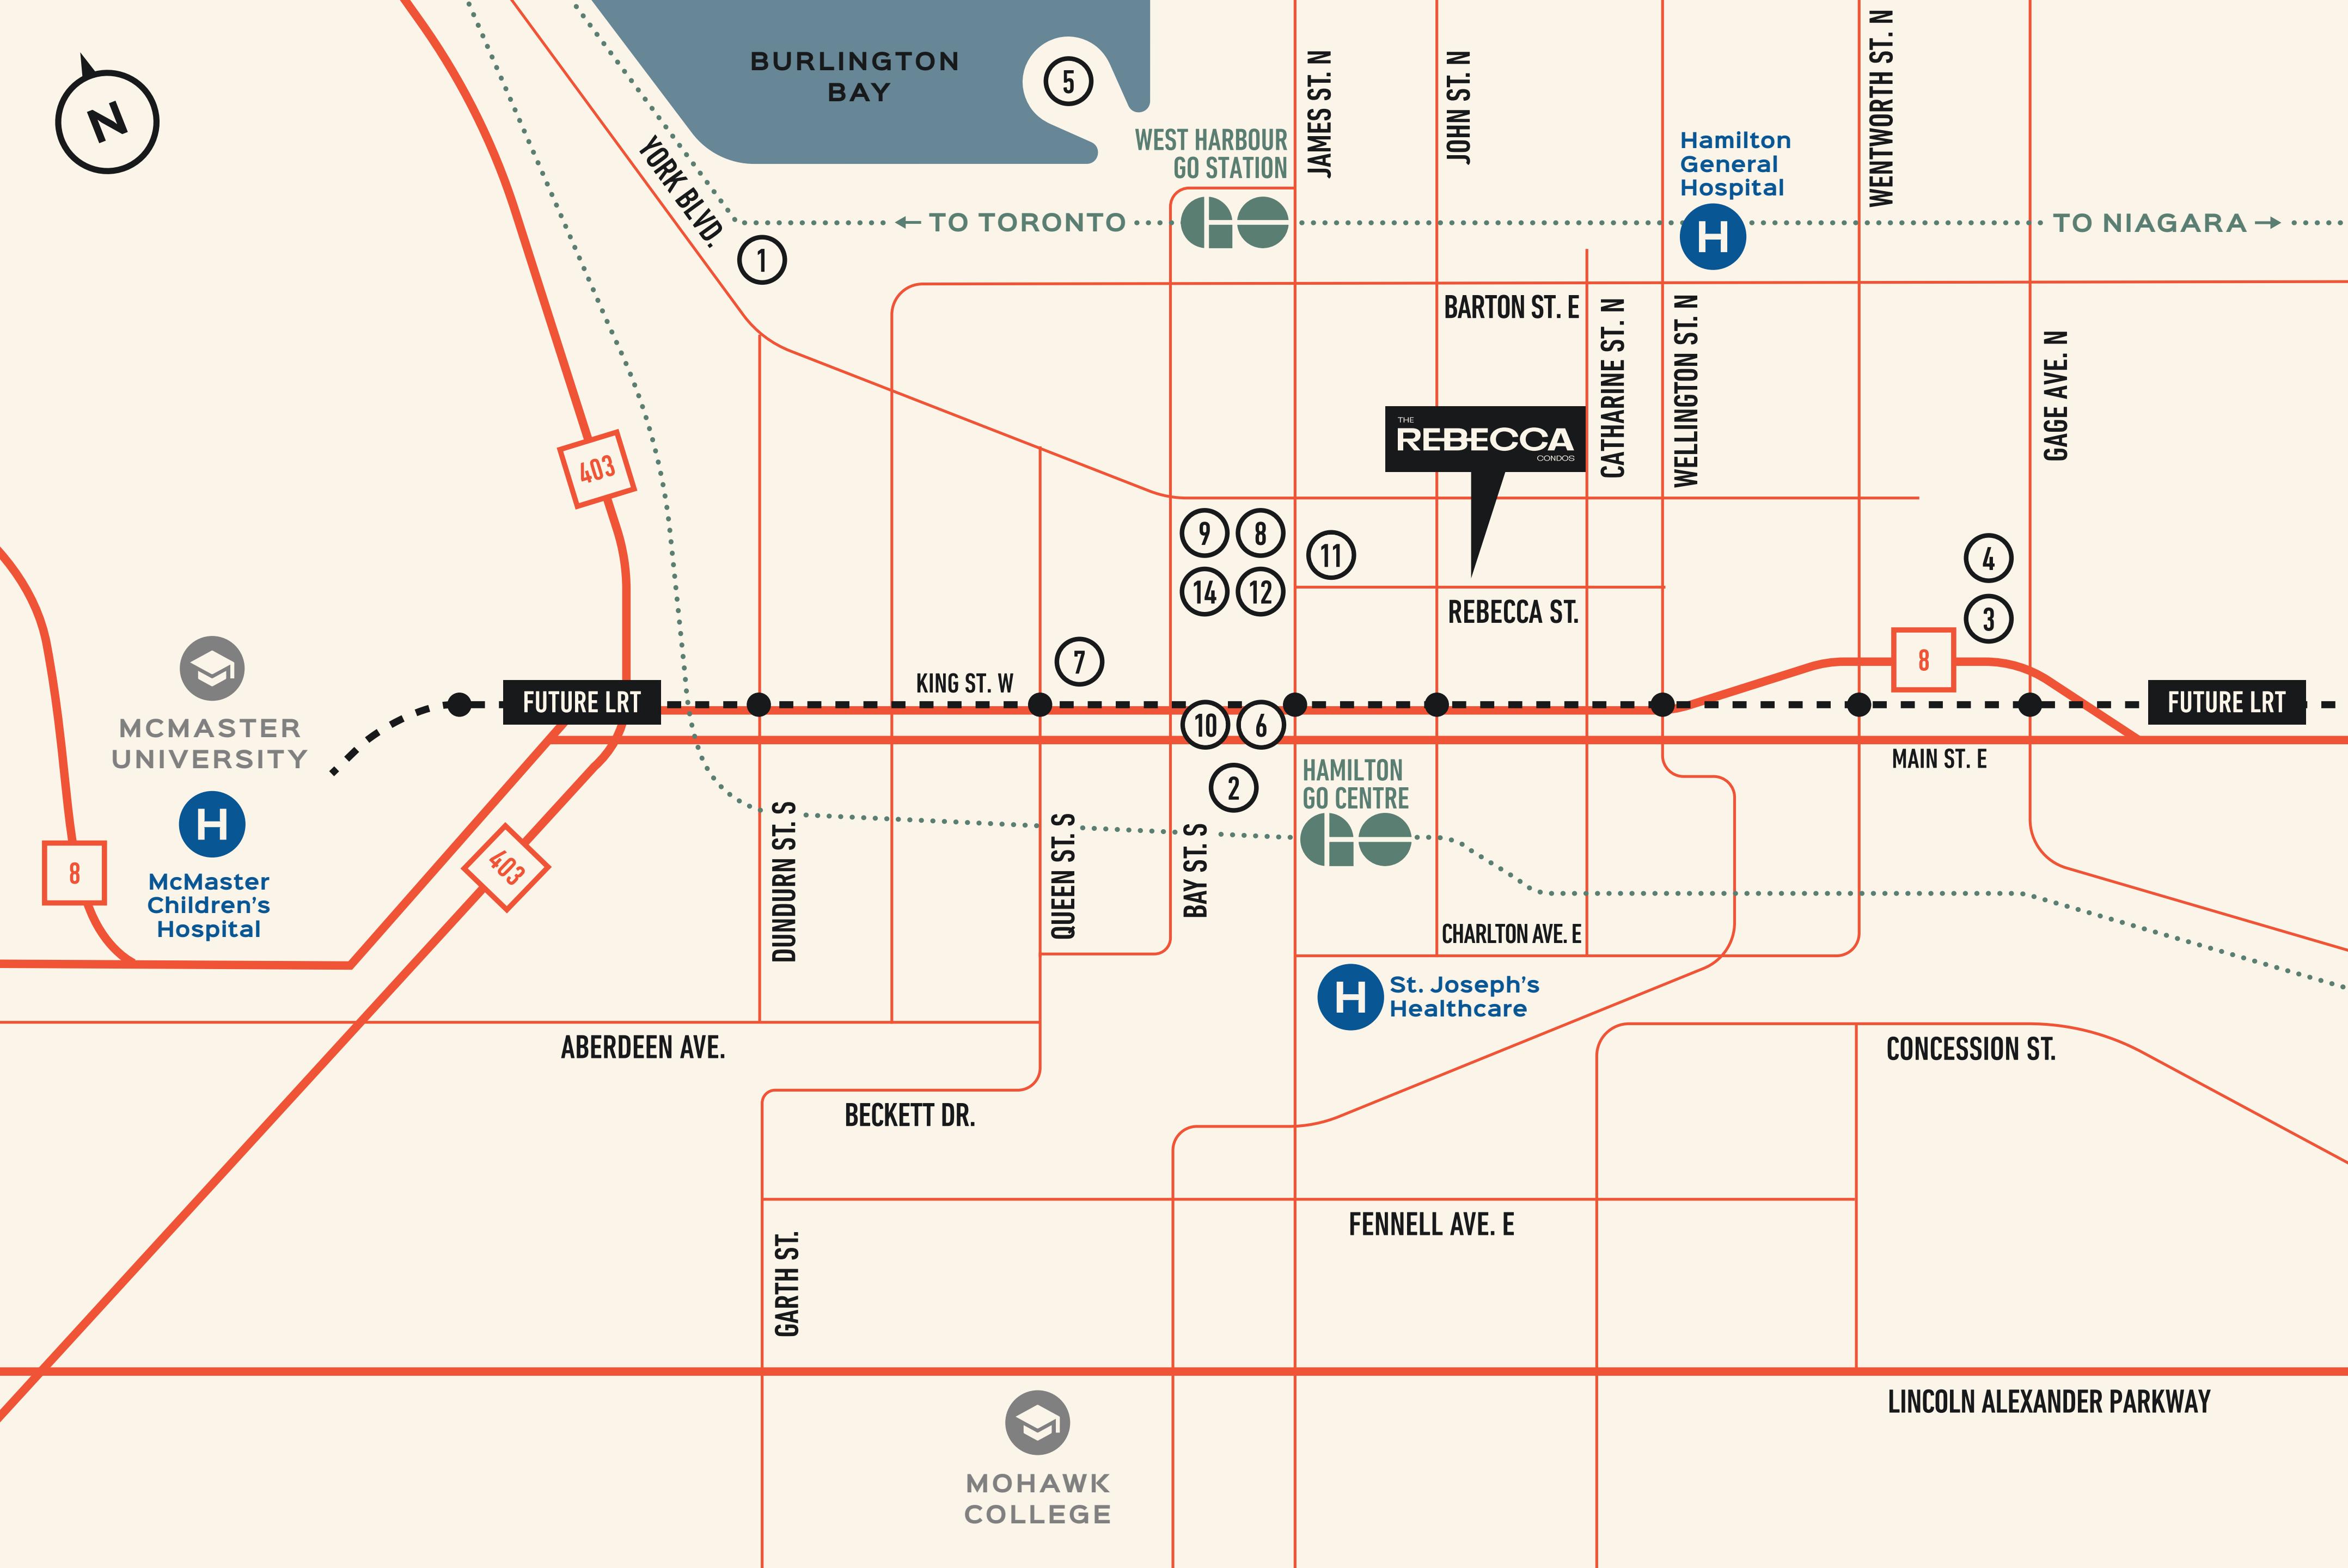 N
BURLINGTON
BAY
5
WEST HARBOUR
GO STATION
JAMES ST. N
JOHN ST. N
Hamilton
General
Hospital
H
WENTWORTH ST. N
YORK BLVD.
← TO TORONTO
GO
TO NIAGARA →
1
BARTON ST. E
CATHARINE ST. N
WELLINGTON ST. N
GAGE AVE. N
403
THE
REBECCA
CONDOS
9
8
11
14
12
4
3
REBECCA ST.
8
MCMASTER
UNIVERSITY
FUTURE LRT
KING ST. W
7
10
6
FUTURE LRT
MAIN ST. E
2
HAMILTON
GO CENTRE
GO
H
McMaster
Children's
Hospital
8
403
DUNDURN ST. S
QUEEN ST. S
BAY ST. S
CHARLTON AVE. E
H
St. Joseph's
Healthcare
ABERDEEN AVE.
CONCESSION ST.
BECKETT DR.
FENNELL AVE. E
GARTH ST.
LINCOLN ALEXANDER PARKWAY
MOHAWK
COLLEGE